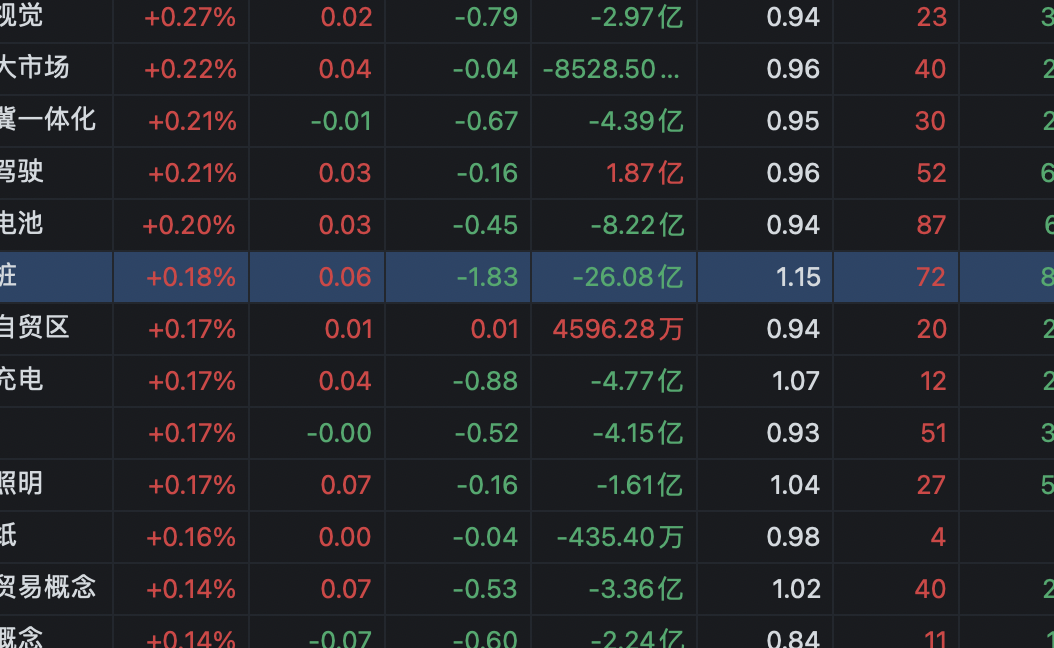 视觉 +0.27% 0.02 -0.79 -2.97亿 0.94 23 3
大市场 +0.22% 0.04 -0.04 -8528.50... 0.96 40 2
冀一体化 +0.21% -0.01 -0.67 -4.39亿 0.95 30 2
驾驶 +0.21% 0.03 -0.16 1.87亿 0.96 52 6
电池 +0.20% 0.03 -0.45 -8.22亿 0.94 87 6
桩 +0.18% 0.06 -1.83 -26.08亿 1.15 72 8
自贸区 +0.17% 0.01 0.01 4596.28万 0.94 20 2
充电 +0.17% 0.04 -0.88 -4.77亿 1.07 12 2
+0.17% -0.00 -0.52 -4.15亿 0.93 51 3
照明 +0.17% 0.07 -0.16 -1.61亿 1.04 27 5
纸 +0.16% 0.00 -0.04 -435.40万 0.98 4
贸易概念 +0.14% 0.07 -0.53 -3.36亿 1.02 40 2
概念 +0.14% -0.07 -0.60 -2.24亿 0.84 11 1